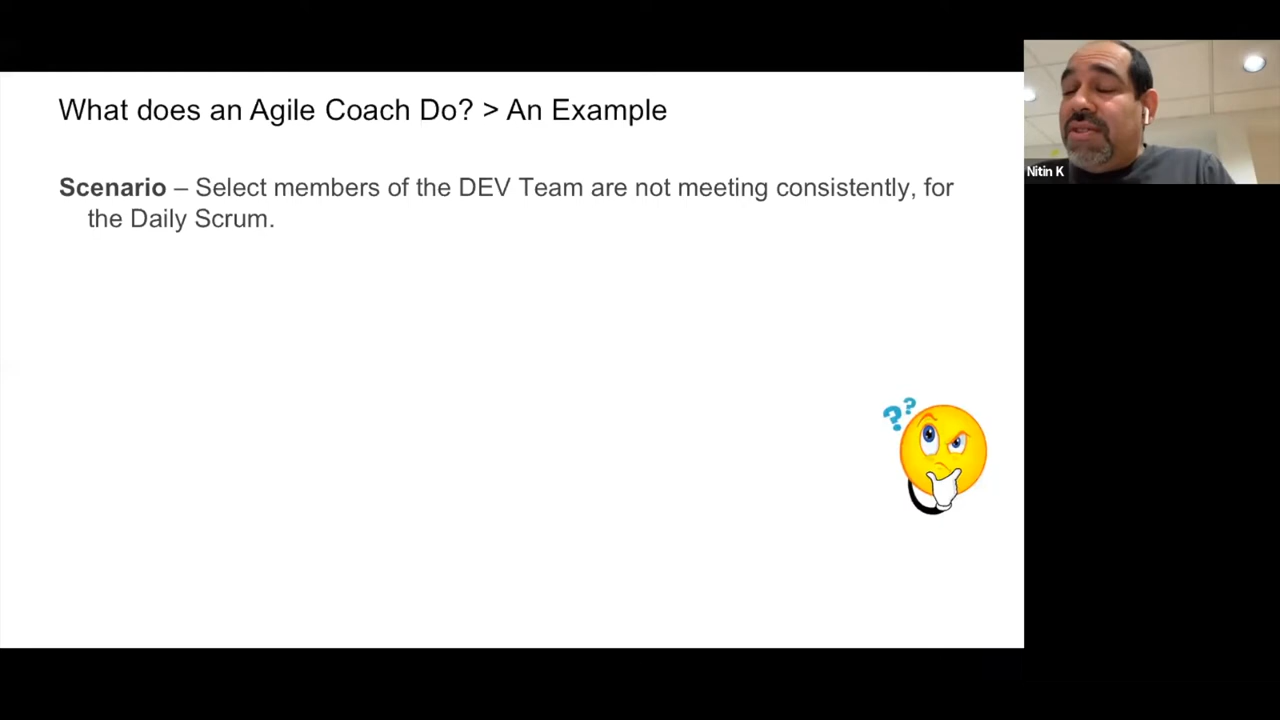 What does an Agile Coach Do? > An Example
Scenario – Select members of the DEV Team are not meeting consistently, for
the Daily Scrum.
??
Nitin K